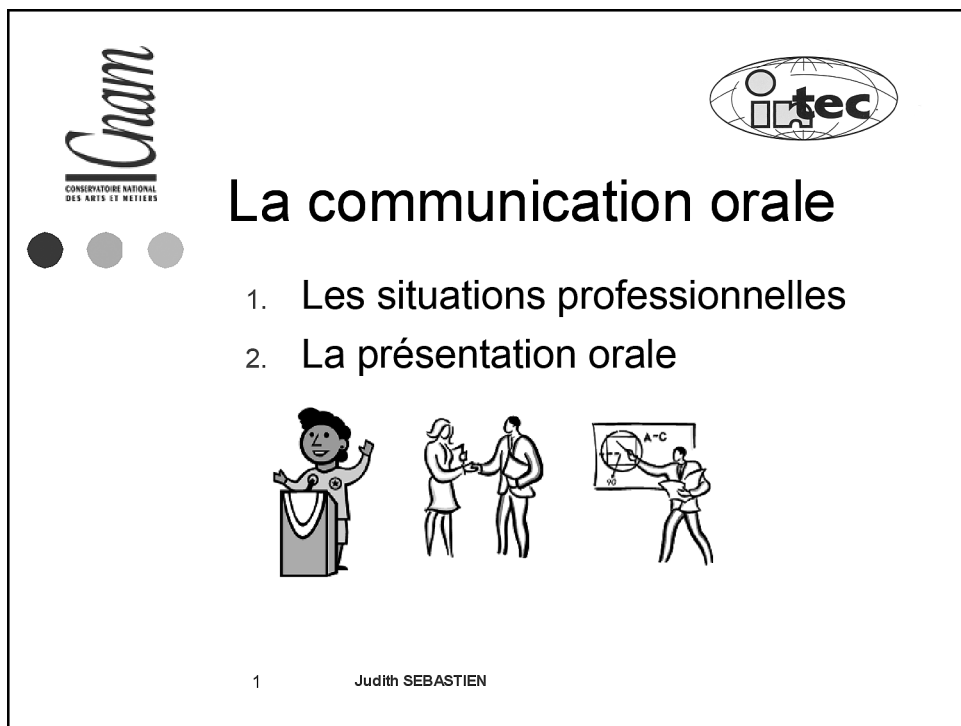 Cnam
CONSERVATOIRE NATIONAL
DES ARTS ET METIERS
intec
La communication orale
1. Les situations professionnelles
2. La présentation orale
A-C
90
1 Judith SEBASTIEN